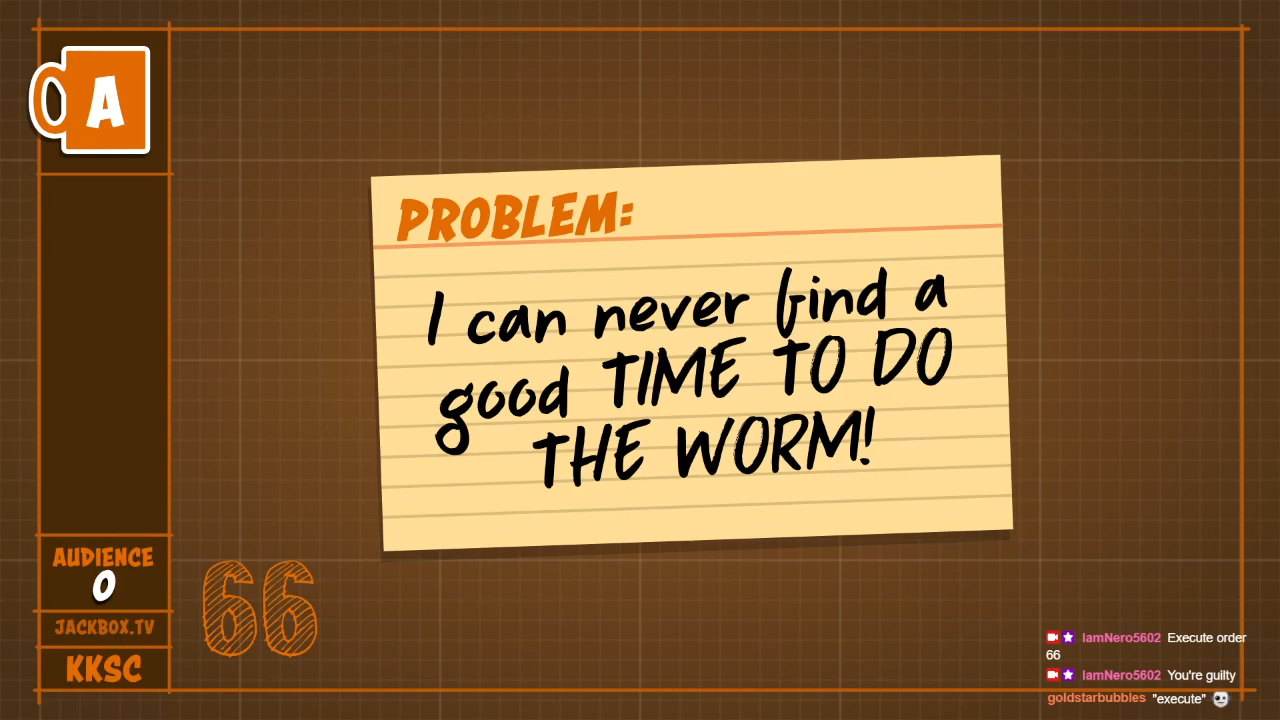 A
PROBLEM:
I can never find a
good TIME TO DO
THE WORM!
AUDIENCE
0
JACKBOX.TV
KKSC
66
IamNero5602 Execute order
66
IamNero5602 You're guilty
goldstarbubbles "execute"